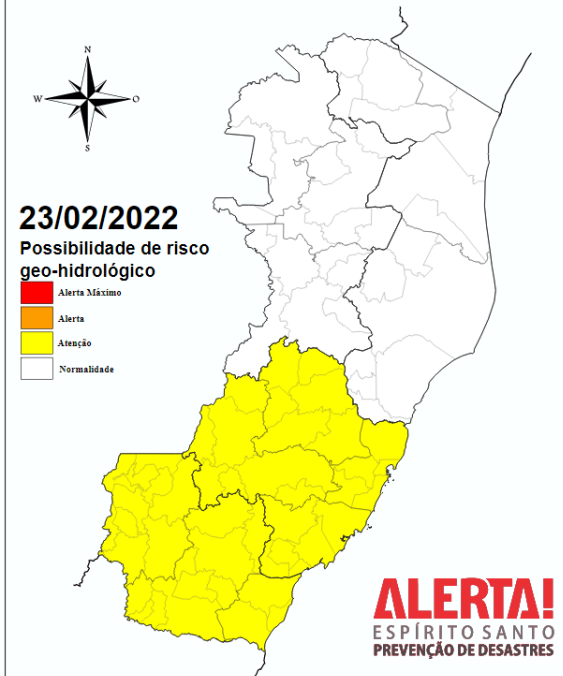 N
W
O
S
23/02/2022
Possibilidade de risco
geo-hidrológico
Alerta Máximo
Alerta
Atenção
Normalidade
ALERTA!
ESPÍRITO SANTO
PREVENÇÃO DE DESASTRES